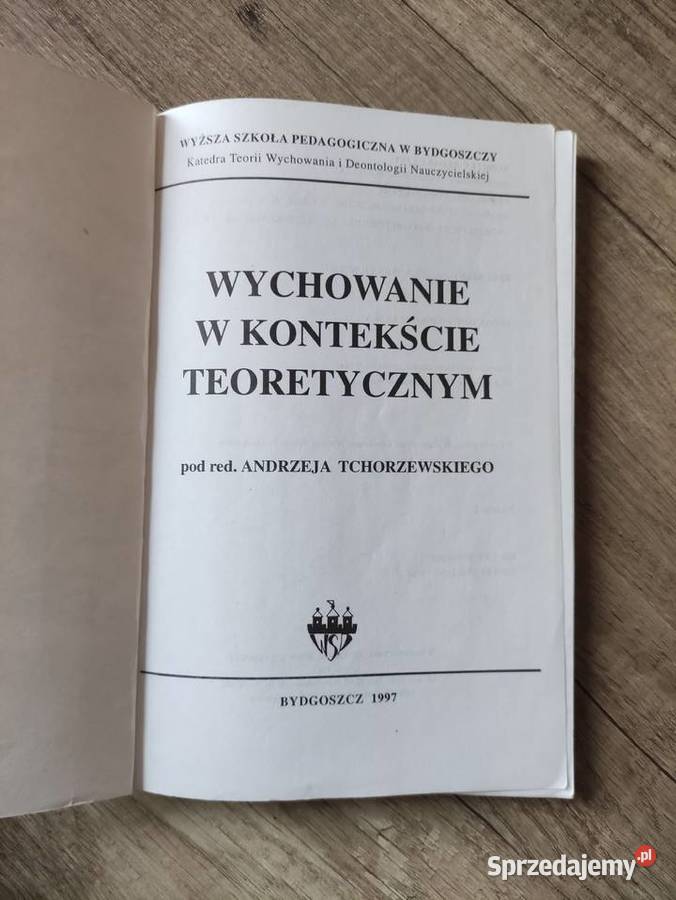 WYŻSZA SZKOŁA PEDAGOGICZNA W BYDGOSZCZY
Katedra Teorii Wychowania i Deontologii Nauczycielskiej
WYCHOWANIE
W KONTEKŚCIE
TEORETYCZNYM
pod red. ANDRZEJA TCHORZEWSKIEGO
WSP
BYDGOSZCZ 1997
Sprzedajemy.pl